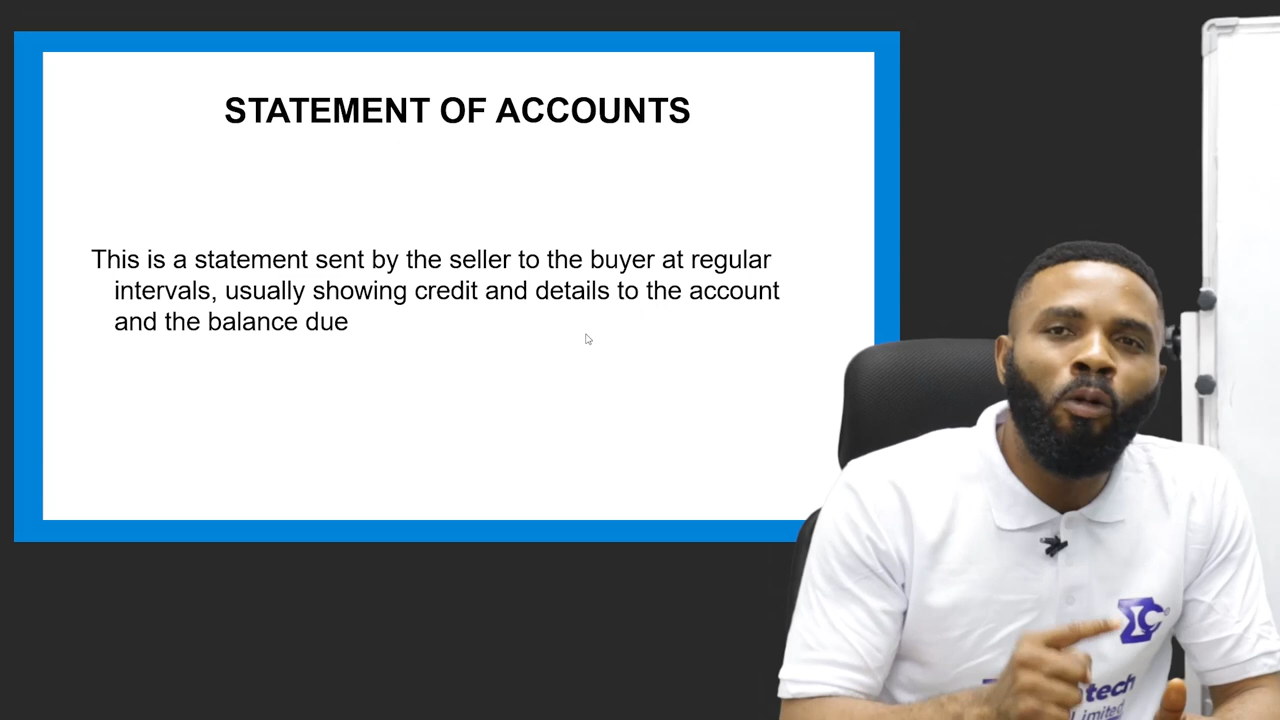 STATEMENT OF ACCOUNTS
This is a statement sent by the seller to the buyer at regular
intervals, usually showing credit and details to the account
and the balance due
tech
Limited